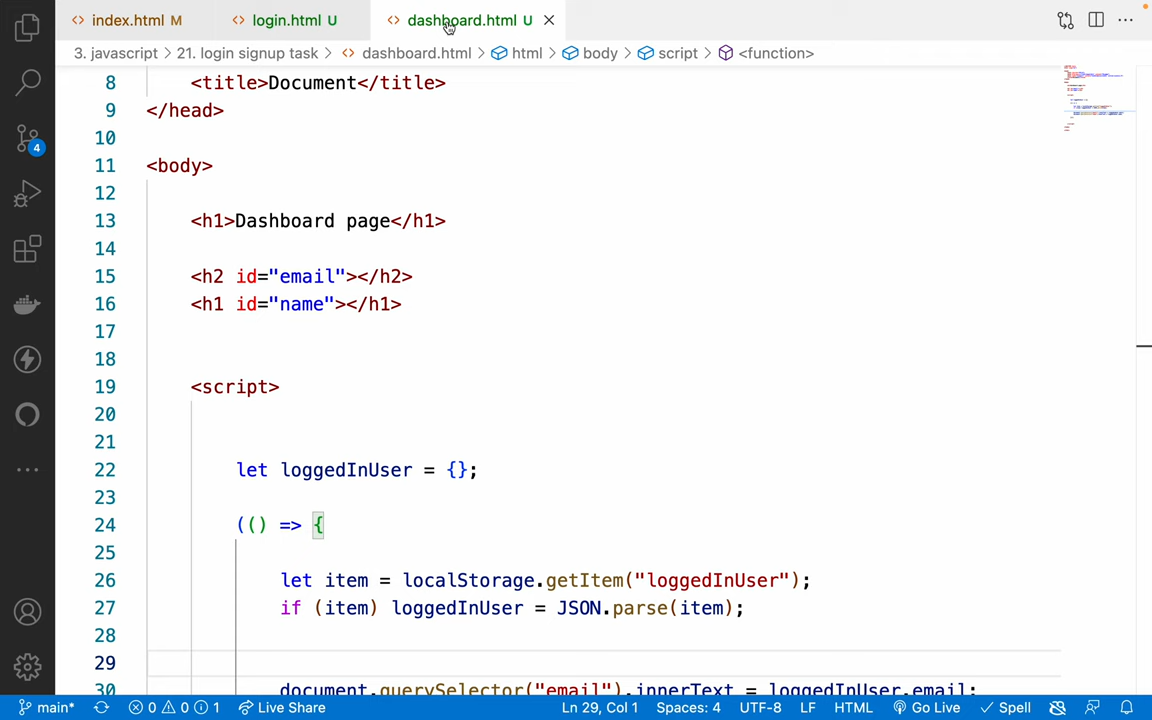 index.html M
login.html U
dashboard.html U
3. javascript > 21. login signup task > dashboard.html > html > body > script > <function>
8 <title>Document</title>
9 </head>
10
11 <body>
12
13 <h1>Dashboard page</h1>
14
15 <h2 id="email"></h2>
16 <h1 id="name"></h1>
17
18
19 <script>
20
21
22 let loggedInUser = {};
23
24 (() => {
25
26 let item = localStorage.getItem("loggedInUser");
27 if (item) loggedInUser = JSON.parse(item);
28
29
30 document.querySelector("email").innerText = loggedInUser.email;
4
main* 0 0 1 Live Share Ln 29, Col 1 Spaces: 4 UTF-8 LF HTML Go Live Spell